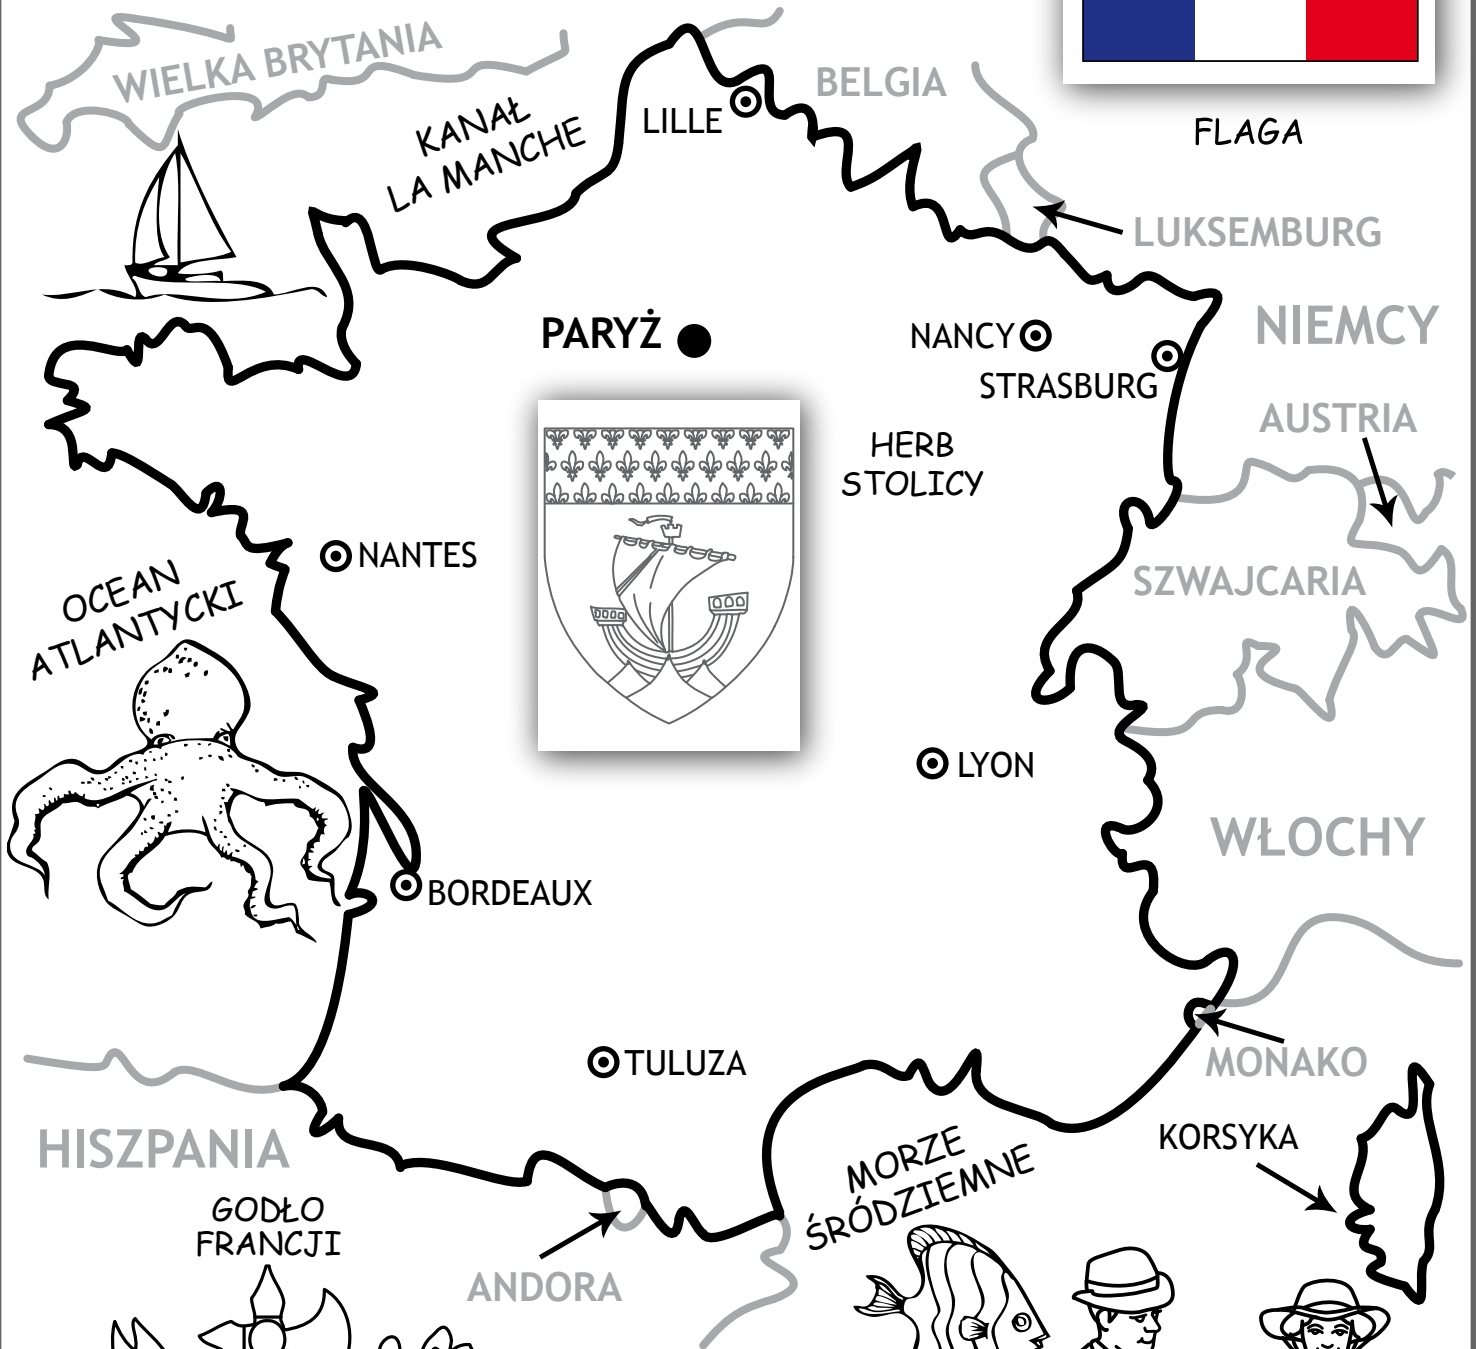 WIELKA BRYTANIA
KANAŁ
LA MANCHE
LILLE
BELGIA
FLAGA
LUKSEMBURG
PARYŻ
NANCY
STRASBURG
NIEMCY
AUSTRIA
HERB
STOLICY
NANTES
OCEAN
ATLANTYCKI
SZWAJCARIA
LYON
WŁOCHY
BORDEAUX
TULUZA
MONAKO
HISZPANIA
KORSYKA
MORZE
ŚRÓDZIEMNE
GODŁO
FRANCJI
ANDORA